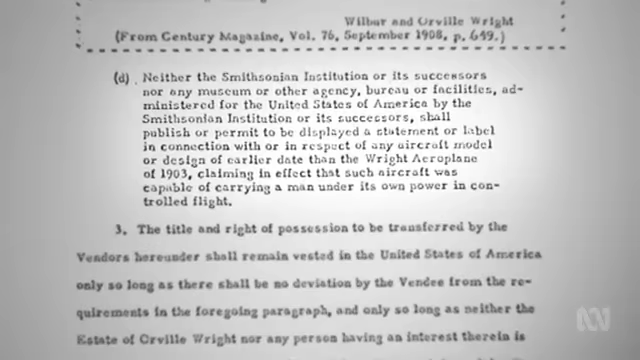 Wilbur and Orville Wright
(From Century Magazine, Vol. 76, September 1908, p. 649.)
(d) Neither the Smithsonian Institution or its successors
nor any museum or other agency, bureau or facilities, ad-
ministered for the United States of America by the
Smithsonian Institution or its successors, shall
publish or permit to be displayed a statement or label
in connection with or in respect of any aircraft model
or design of earlier date than the Wright Aeroplane
of 1903, claiming in effect that such aircraft was
capable of carrying a man under its own power in con-
trolled flight.
3. The title and right of possession to be transferred by the
Vendors hereunder shall remain vested in the United States of America
only so long as there shall be no deviation by the Vendee from the re-
quirements in the foregoing paragraph, and only so long as neither the
Estate of Orville Wright nor any person having an interest therein is